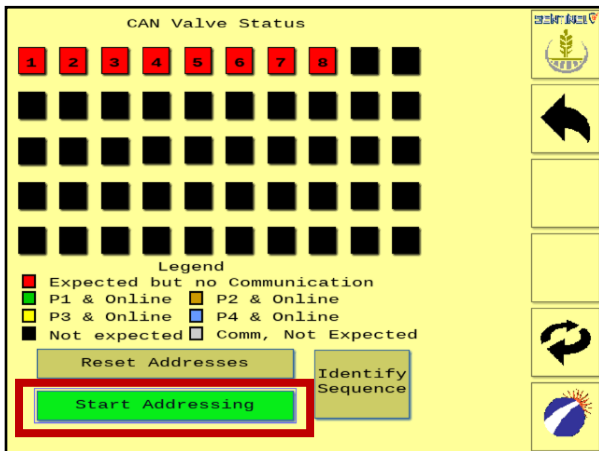 CAN Valve Status
1 2 3 4 5 6 7 8
Legend
Expected but no Communication
P1 & Online P2 & Online
P3 & Online P4 & Online
Not expected Comm, Not Expected
Reset Addresses
Identify
Sequence
Start Addressing